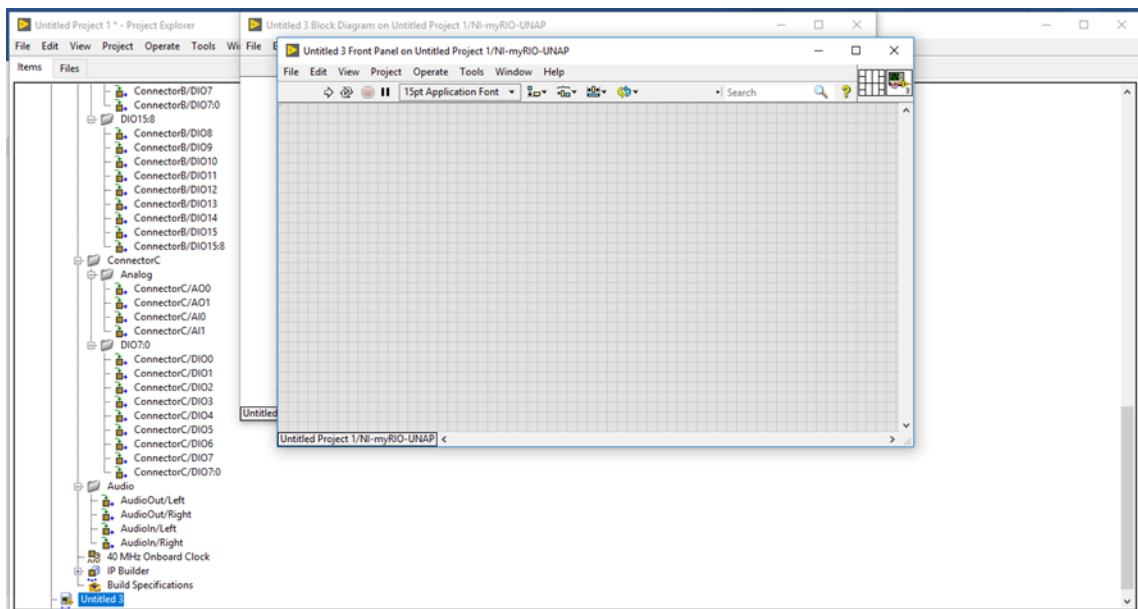 Untitled Project 1 * - Project Explorer
File Edit View Project Operate Tools Wi
Items Files
ConnectorB/DIO7
ConnectorB/DIO7:0
DIO15:8
ConnectorB/DIO8
ConnectorB/DIO9
ConnectorB/DIO10
ConnectorB/DIO11
ConnectorB/DIO12
ConnectorB/DIO13
ConnectorB/DIO14
ConnectorB/DIO15
ConnectorB/DIO15:8
ConnectorC
Analog
ConnectorC/AO0
ConnectorC/AO1
ConnectorC/AI0
ConnectorC/AI1
DIO7:0
ConnectorC/DIO0
ConnectorC/DIO1
ConnectorC/DIO2
ConnectorC/DIO3
ConnectorC/DIO4
ConnectorC/DIO5
ConnectorC/DIO6
ConnectorC/DIO7
ConnectorC/DIO7:0
Audio
AudioOut/Left
AudioOut/Right
AudioIn/Left
AudioIn/Right
40 MHz Onboard Clock
IP Builder
Build Specifications
Untitled 3
Untitled 3 Block Diagram on Untitled Project 1/NI-myRIO-UNAP
File E
Untitled
Untitled 3 Front Panel on Untitled Project 1/NI-myRIO-UNAP
File Edit View Project Operate Tools Window Help
15pt Application Font Search ? 3
Untitled Project 1/NI-myRIO-UNAP